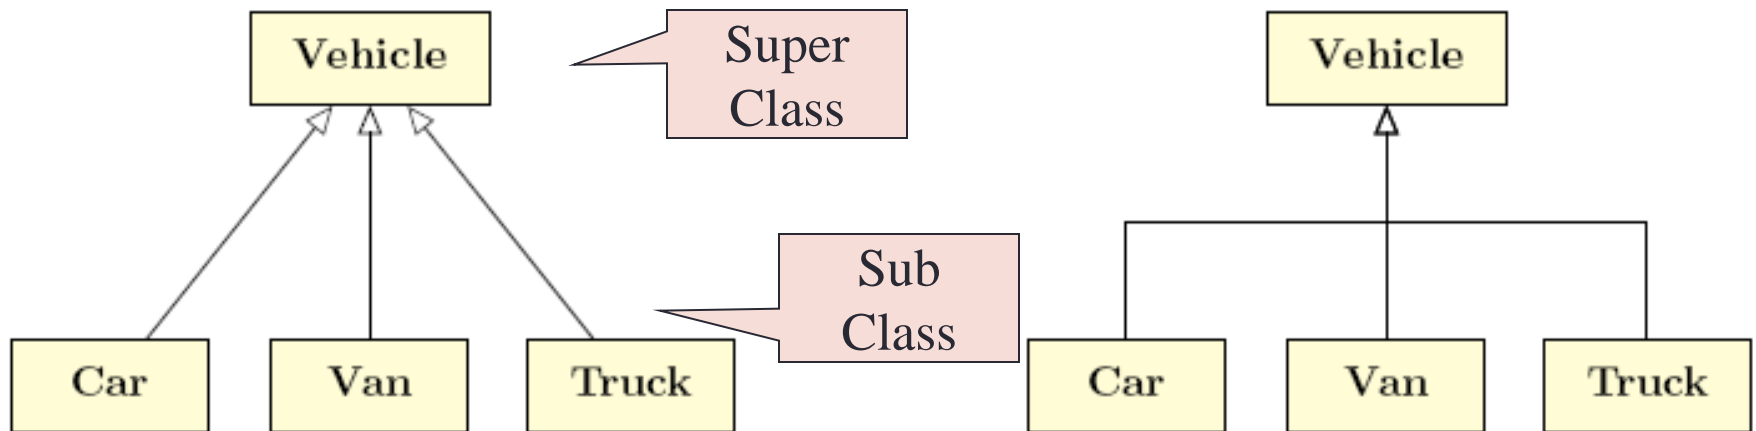 Vehicle
Super
Class
Vehicle
Sub
Class
Car
Van
Truck
Car
Van
Truck